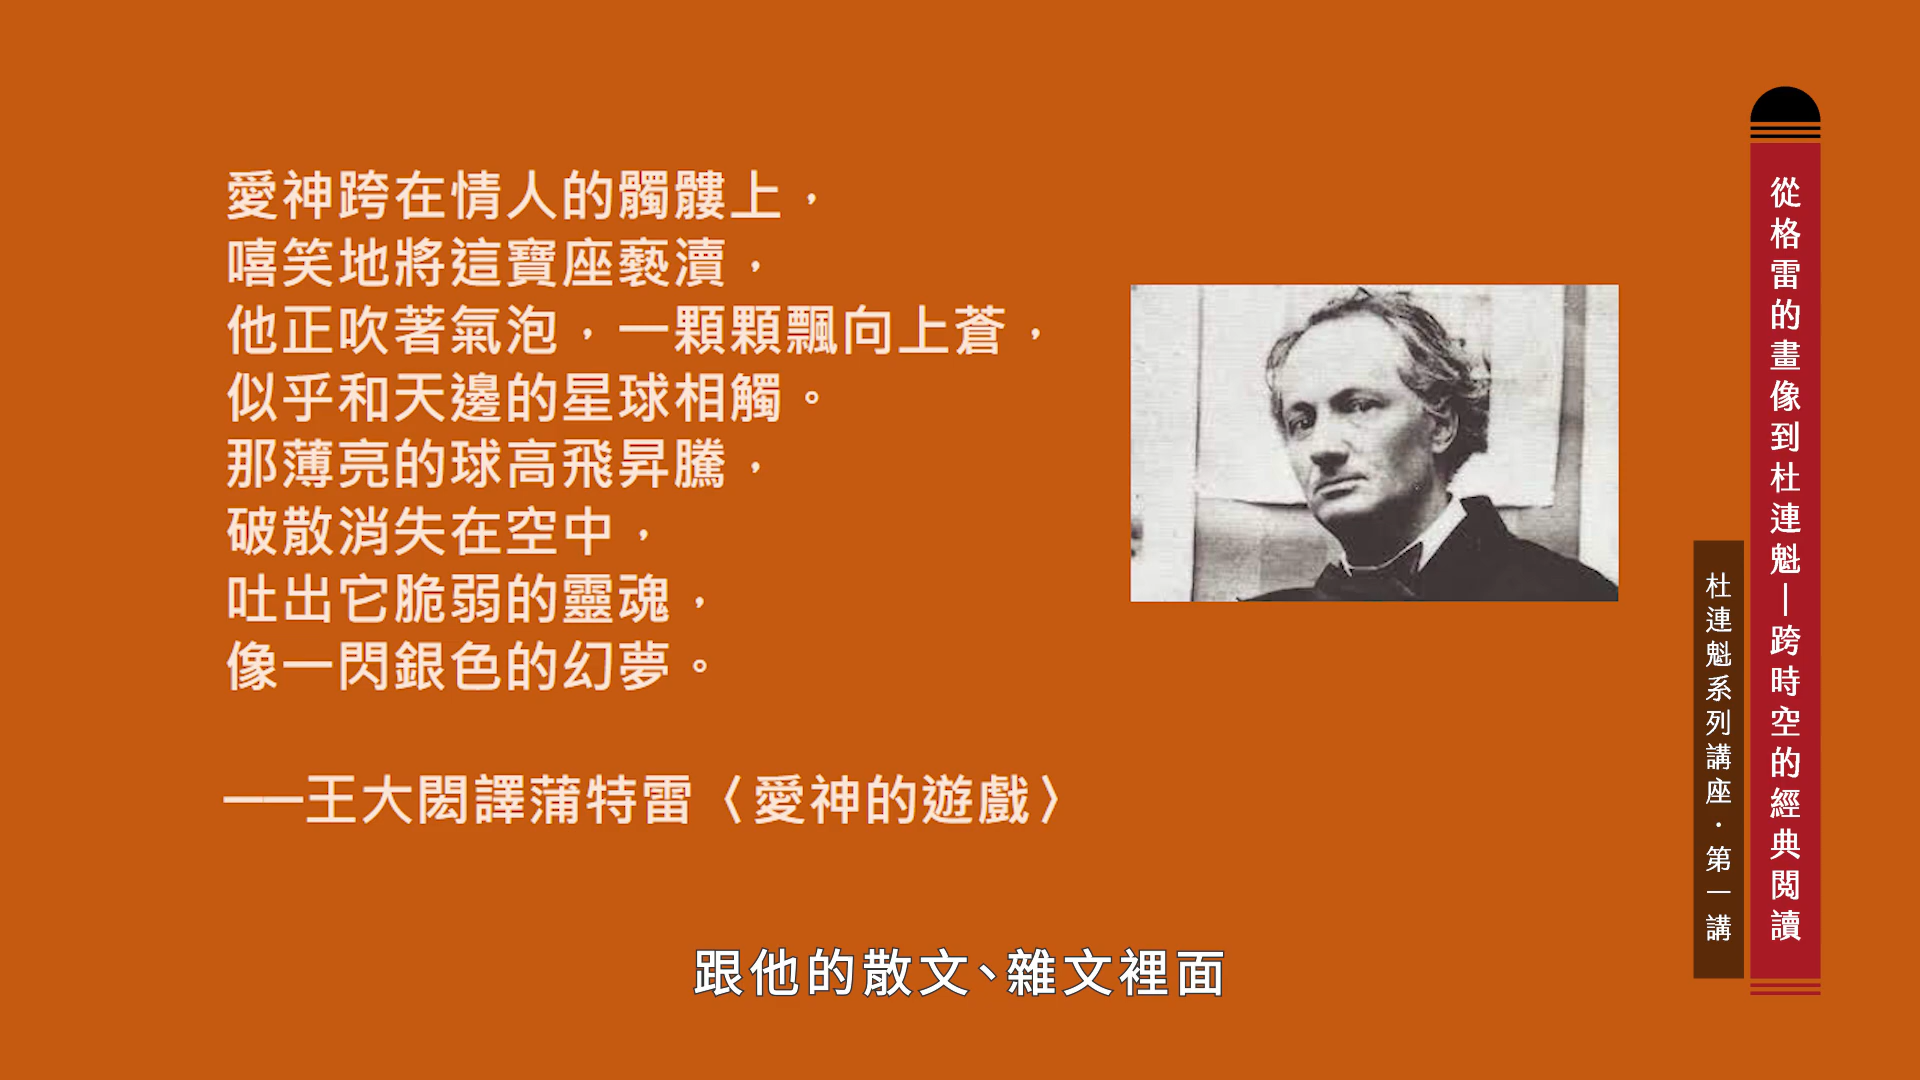 愛神跨在情人的髑髏上，
嘻笑地將這寶座褻瀆，
他正吹著氣泡，一顆顆飄向上蒼，
似乎和天邊的星球相觸。
那薄亮的球高飛昇騰，
破散消失在空中，
吐出它脆弱的靈魂，
像一閃銀色的幻夢。
——王大閎譯蒲特雷〈愛神的遊戲〉
從格雷的畫像到杜連魁—跨時空的經典閱讀
杜漣魁系列講座·第一講
跟他的散文、雜文裡面